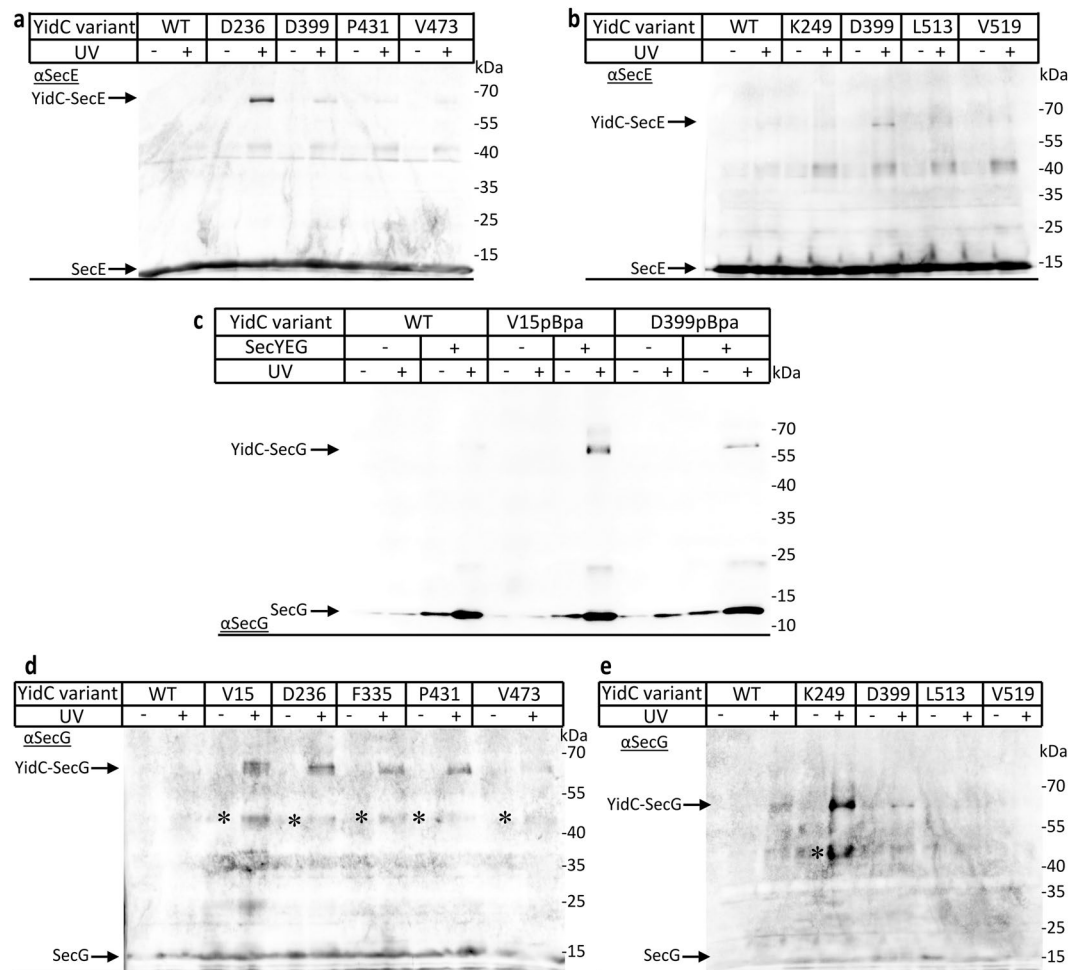 a
YidC variant WT D236 D399 P431 V473
UV - + - + - + - + - +
αSecE
kDa
YidC-SecE
-70
-55
-40
-35
-25
-15
SecE
b
YidC variant WT K249 D399 L513 V519
UV - + - + - + - + - +
αSecE
kDa
-70
YidC-SecE
-55
-40
-35
-25
-15
SecE
c
YidC variant WT V15pBpa D399pBpa
SecYEG - + - + - +
UV - + - + - + - + - + - + kDa
-70
YidC-SecG
-55
-40
-35
-25
-15
SecG
-10
αSecG
d
YidC variant WT V15 D236 F335 P431 V473
UV - + - + - + - + - + - +
αSecG
kDa
-70
YidC-SecG
-55
* * * * *
-40
-35
-25
-15
SecG
e
YidC variant WT K249 D399 L513 V519
UV - + - + - + - + - +
αSecG
kDa
-70
YidC-SecG
-55
*
-40
-35
-25
-15
SecG